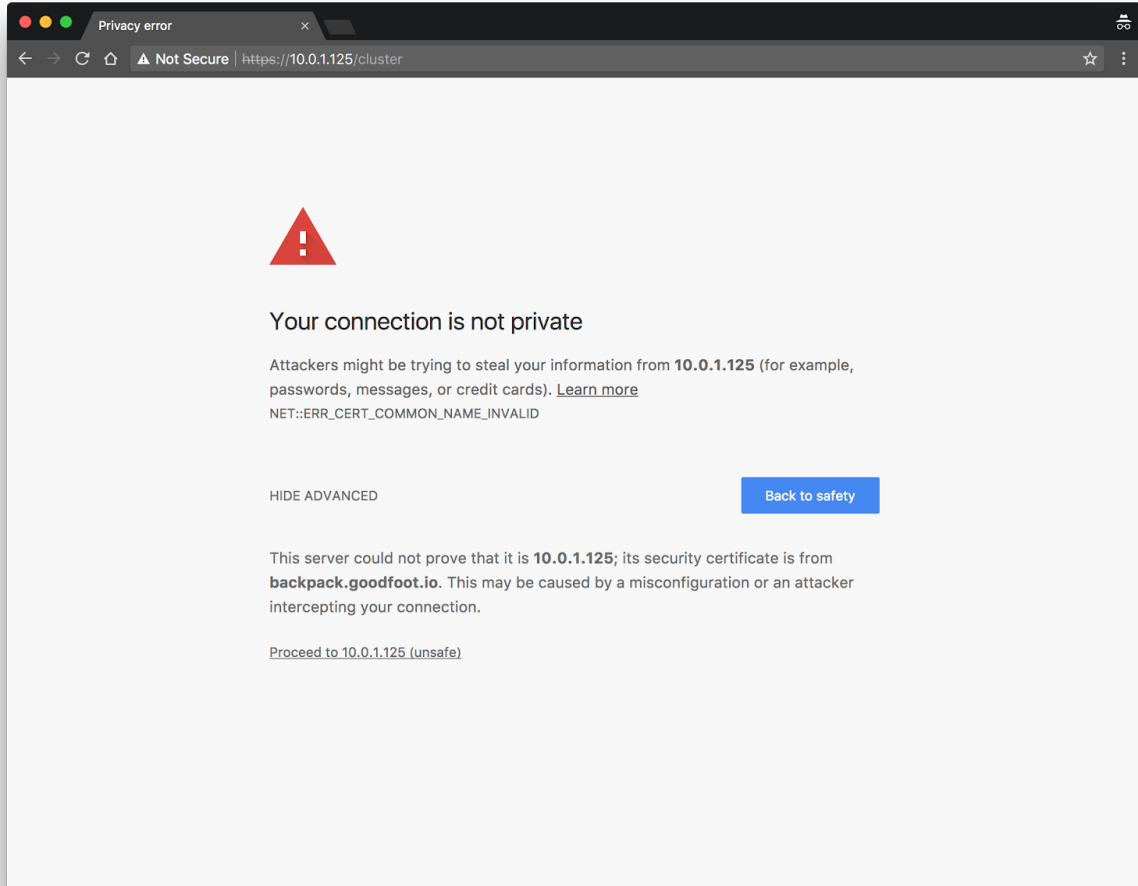 Privacy error
Not Secure https://10.0.1.125/cluster
Your connection is not private
Attackers might be trying to steal your information from 10.0.1.125 (for example,
passwords, messages, or credit cards). Learn more
NET::ERR_CERT_COMMON_NAME_INVALID
HIDE ADVANCED
Back to safety
This server could not prove that it is 10.0.1.125; its security certificate is from
backpack.goodfoot.io. This may be caused by a misconfiguration or an attacker
intercepting your connection.
Proceed to 10.0.1.125 (unsafe)